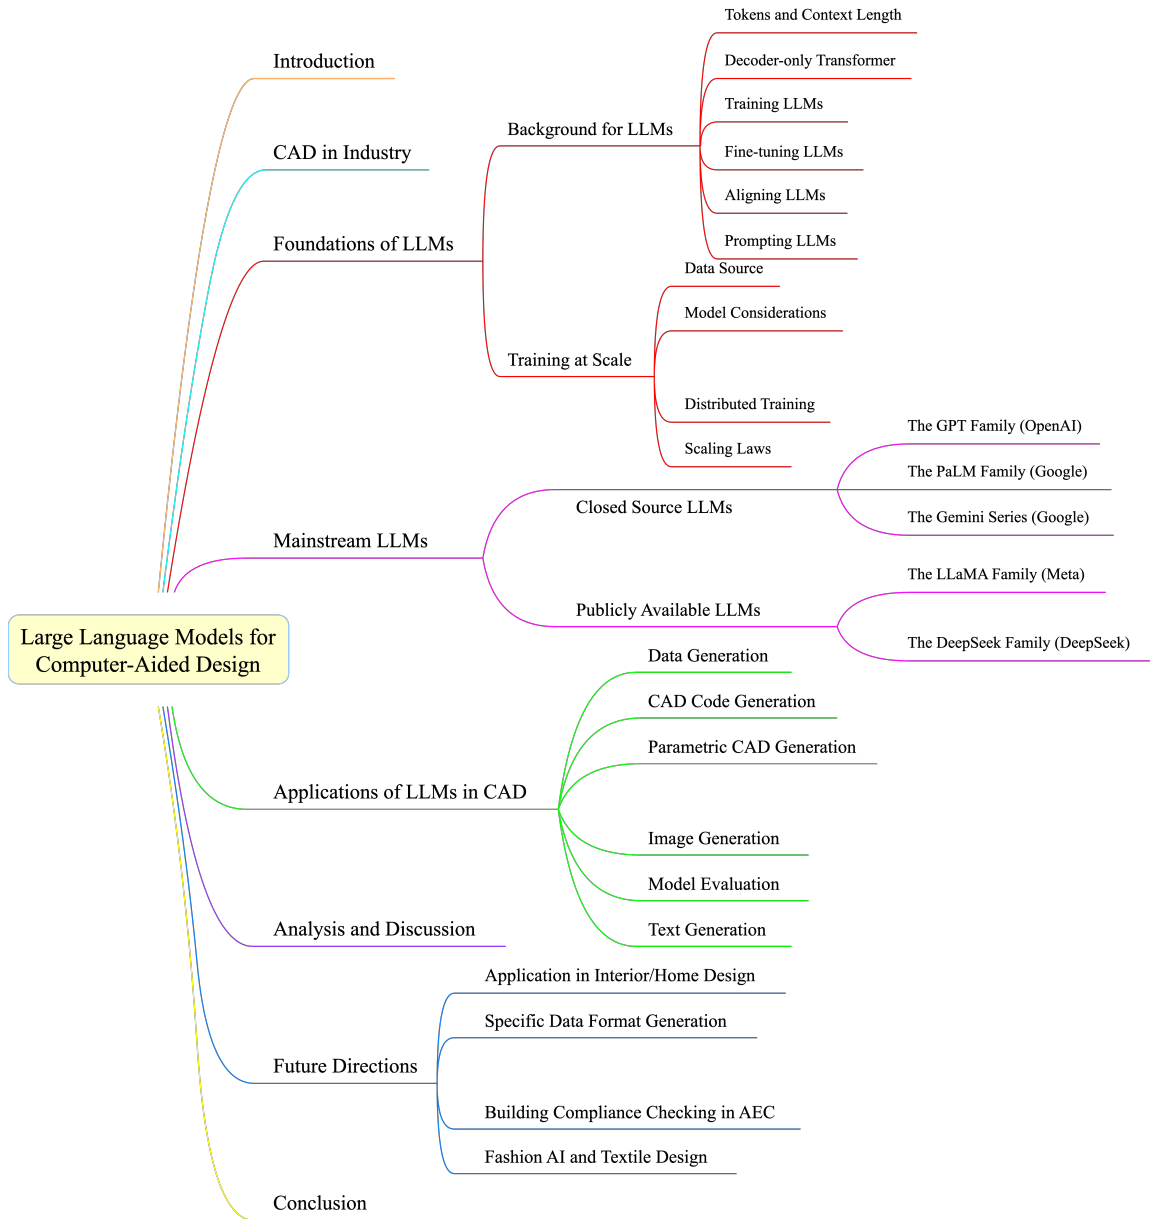 Large Language Models for
Computer-Aided Design
Introduction
CAD in Industry
Foundations of LLMs
Background for LLMs
Tokens and Context Length
Decoder-only Transformer
Training LLMs
Fine-tuning LLMs
Aligning LLMs
Prompting LLMs
Training at Scale
Data Source
Model Considerations
Distributed Training
Scaling Laws
Mainstream LLMs
Closed Source LLMs
The GPT Family (OpenAI)
The PaLM Family (Google)
The Gemini Series (Google)
Publicly Available LLMs
The LLaMA Family (Meta)
The DeepSeek Family (DeepSeek)
Applications of LLMs in CAD
Data Generation
CAD Code Generation
Parametric CAD Generation
Image Generation
Model Evaluation
Text Generation
Analysis and Discussion
Future Directions
Application in Interior/Home Design
Specific Data Format Generation
Building Compliance Checking in AEC
Fashion AI and Textile Design
Conclusion